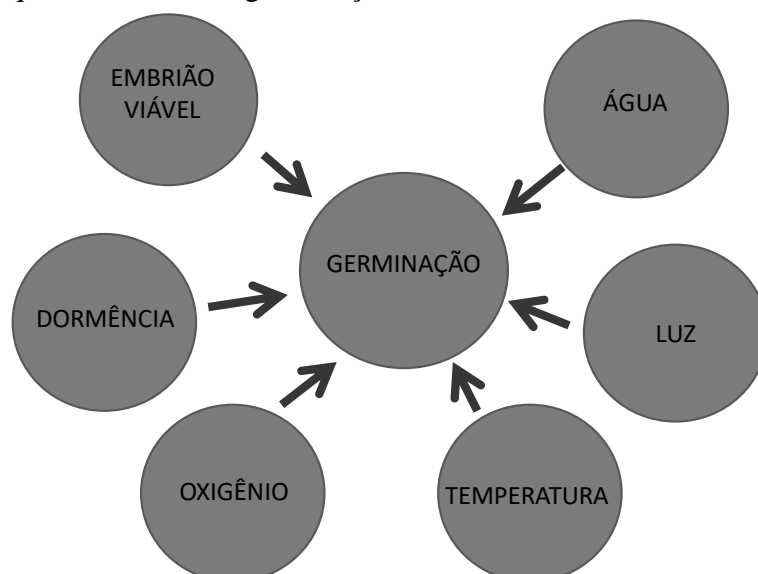 EMBRIÃO
VIÁVEL
ÁGUA
GERMINAÇÃO
DORMÊNCIA
LUZ
OXIGÊNIO
TEMPERATURA